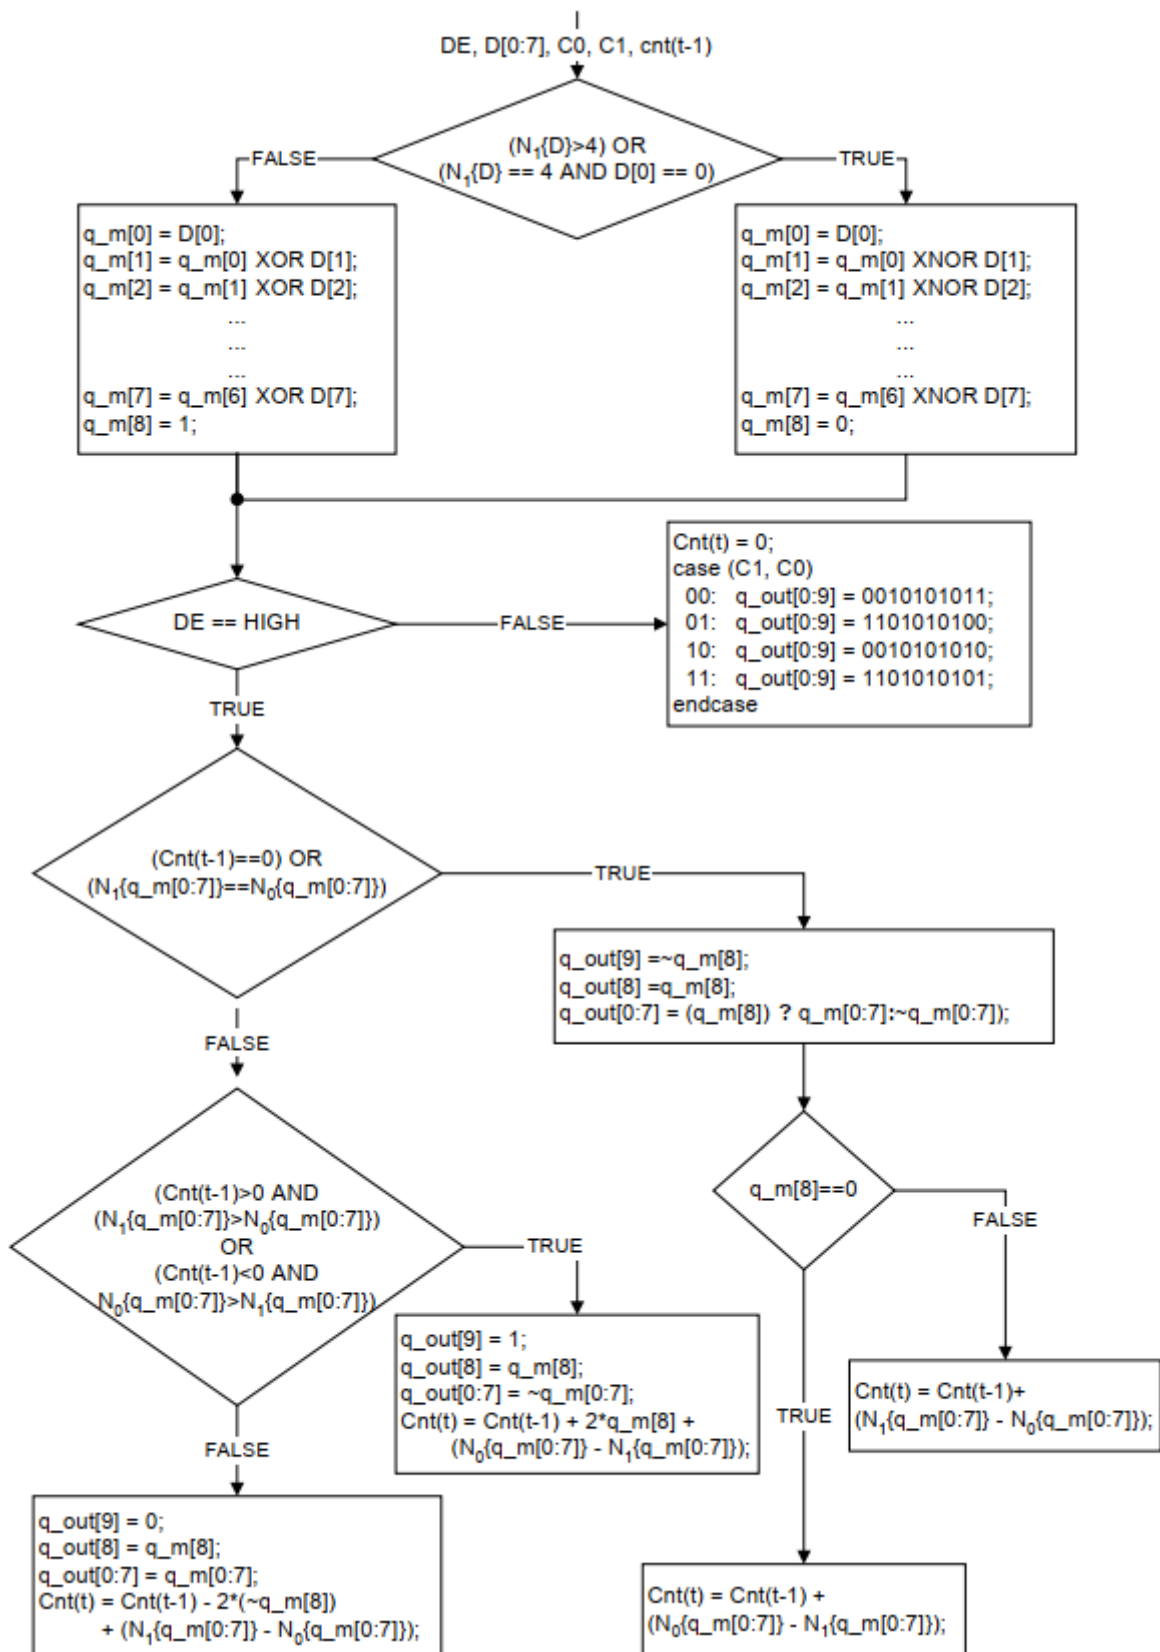 DE, D[0:7], C0, C1, cnt(t-1)
(N₁{D}>4) OR
(N₁{D} == 4 AND D[0] == 0)
FALSE
TRUE
q_m[0] = D[0];
q_m[1] = q_m[0] XOR D[1];
q_m[2] = q_m[1] XOR D[2];
...
...
...
q_m[7] = q_m[6] XOR D[7];
q_m[8] = 1;
q_m[0] = D[0];
q_m[1] = q_m[0] XNOR D[1];
q_m[2] = q_m[1] XNOR D[2];
...
...
...
q_m[7] = q_m[6] XNOR D[7];
q_m[8] = 0;
DE == HIGH
FALSE
Cnt(t) = 0;
case (C1, C0)
00: q_out[0:9] = 0010101011;
01: q_out[0:9] = 1101010100;
10: q_out[0:9] = 0010101010;
11: q_out[0:9] = 1101010101;
endcase
TRUE
(Cnt(t-1)==0) OR
(N₁{q_m[0:7]}==N₀{q_m[0:7]})
TRUE
q_out[9] =~q_m[8];
q_out[8] =q_m[8];
q_out[0:7] = (q_m[8]) ? q_m[0:7]:~q_m[0:7]);
FALSE
(Cnt(t-1)>0 AND
(N₁{q_m[0:7]}>N₀{q_m[0:7]})
OR
(Cnt(t-1)<0 AND
N₀{q_m[0:7]}>N₁{q_m[0:7]})
TRUE
q_out[9] = 1;
q_out[8] = q_m[8];
q_out[0:7] = ~q_m[0:7];
Cnt(t) = Cnt(t-1) + 2*q_m[8] +
(N₀{q_m[0:7]} - N₁{q_m[0:7]});
FALSE
q_out[9] = 0;
q_out[8] = q_m[8];
q_out[0:7] = q_m[0:7];
Cnt(t) = Cnt(t-1) - 2*(~q_m[8])
+ (N₁{q_m[0:7]} - N₀{q_m[0:7]});
q_m[8]==0
FALSE
Cnt(t) = Cnt(t-1)+
(N₁{q_m[0:7]} - N₀{q_m[0:7]});
TRUE
Cnt(t) = Cnt(t-1) +
(N₀{q_m[0:7]} - N₁{q_m[0:7]});